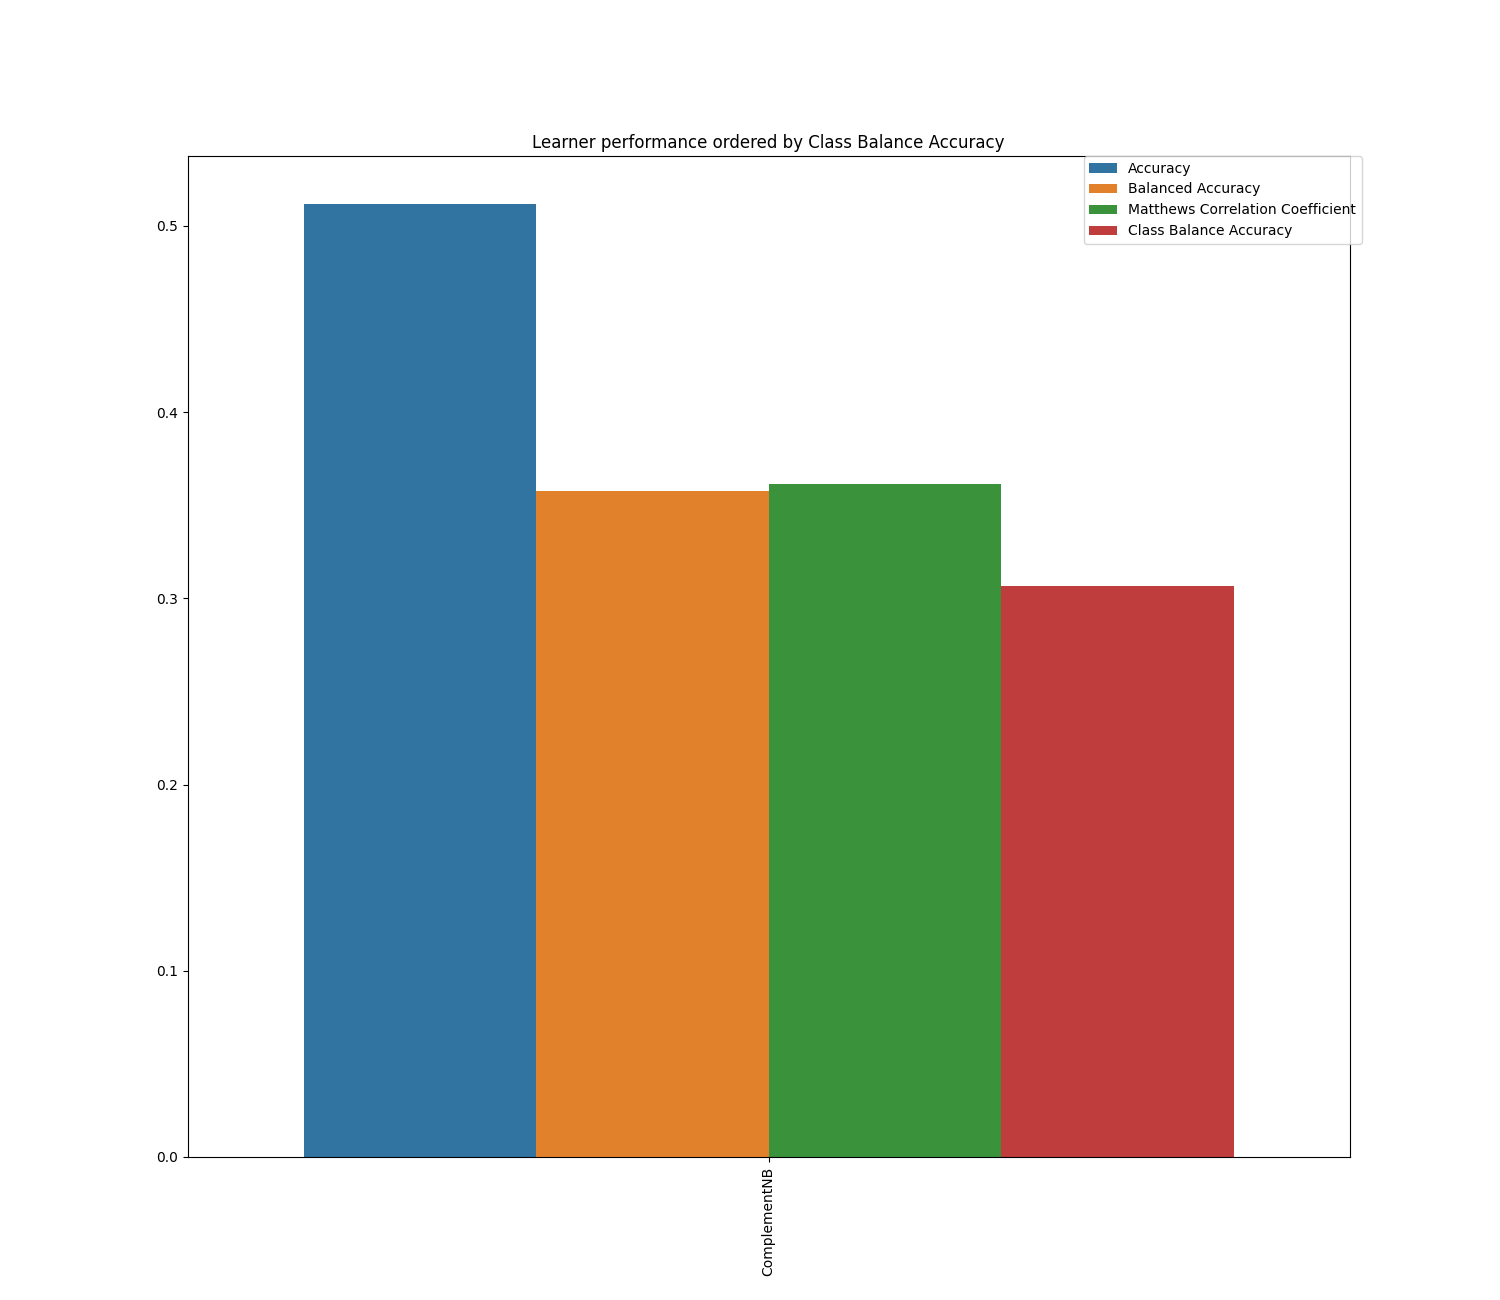 Learner performance ordered by Class Balance Accuracy
Accuracy
Balanced Accuracy
Matthews Correlation Coefficient
Class Balance Accuracy
0.5
0.4
0.3
0.2
0.1
0.0
ComplementNB